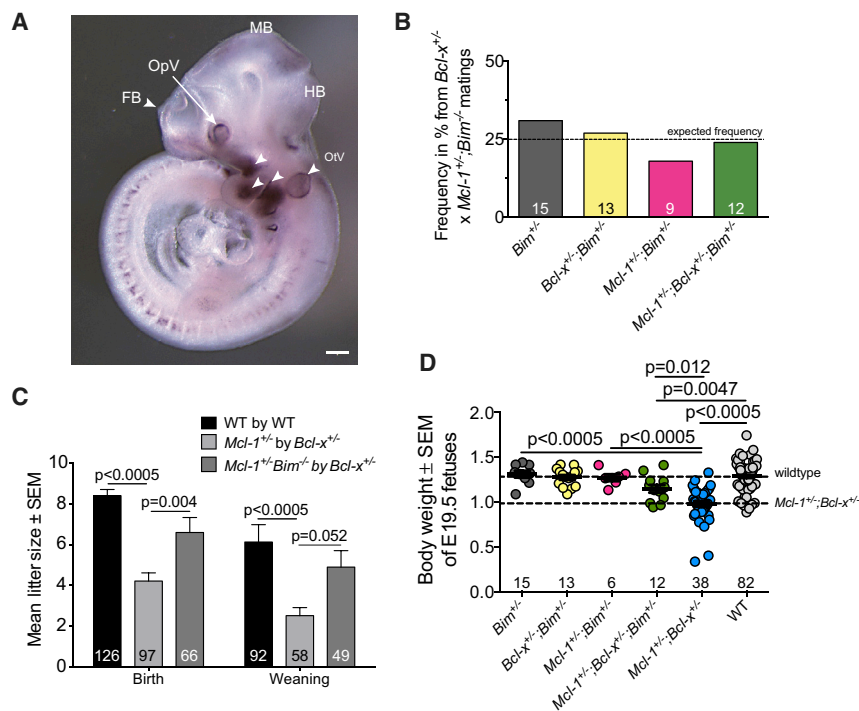 A
MB
OpV
FB
HB
OtV
B
Frequency in % from Bcl-x+/-
x Mcl-1+/-;Bim-/- matings
50
25
0
expected frequency
15
13
9
12
Bim+/-
Bcl-x+/-;Bim+/-
Mcl-1+/-;Bim+/-
Mcl-1+/-;Bcl-x+/-;Bim+/-
C
WT by WT
Mcl-1+/- by Bcl-x+/-
Mcl-1+/-Bim-/- by Bcl-x+/-
Mean litter size ± SEM
10
8
6
4
2
0
p<0.0005
p=0.004
p<0.0005
p=0.052
126
97
66
92
58
49
Birth
Weaning
D
p=0.012
p=0.0047
p<0.0005
p<0.0005
p<0.0005
Body weight ± SEM
of E19.5 fetuses
2.0
1.5
1.0
0.5
0.0
wildtype
Mcl-1+/-;Bcl-x+/-
15
13
6
12
38
82
Bim+/-
Bcl-x+/-;Bim+/-
Mcl-1+/-;Bim+/-
Mcl-1+/-;Bcl-x+/-;Bim+/-
Mcl-1+/-;Bcl-x+/-
WT